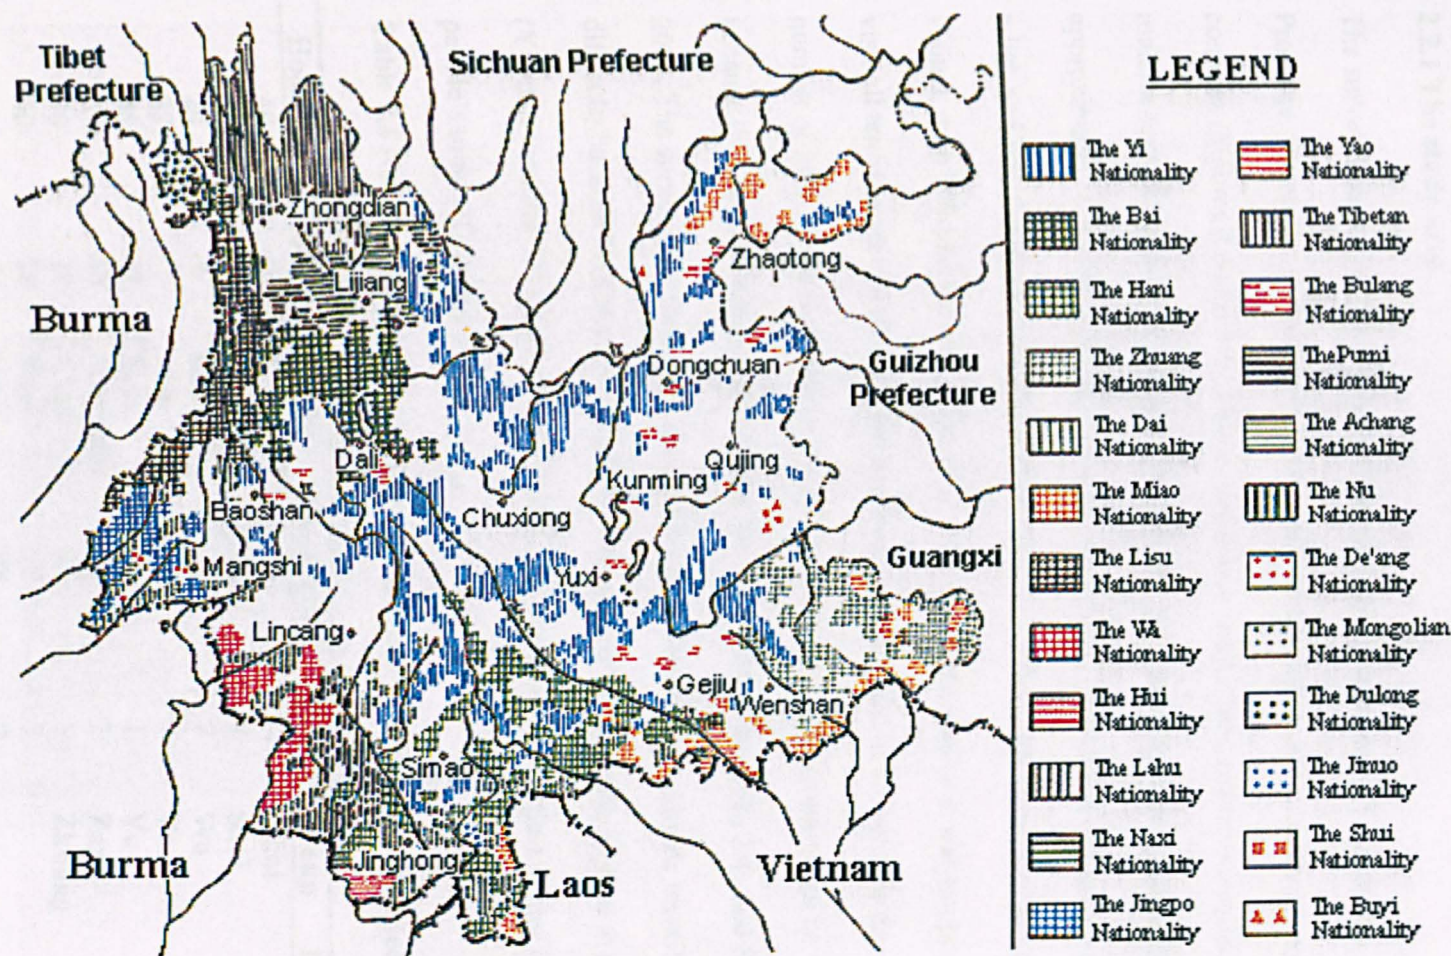 Tibet
Prefecture
Sichuan Prefecture
Zhongdian
Lijiang
Burma
Zhaotong
Dongchuan
Guizhou
Prefecture
Dali
Qujing
Kunming
Baoshan
Chuxiong
Mangshi
Yuxi
Guangxi
Lincang
Gejiu
Wenshan
Simao
Burma
Jinghong
Laos
Vietnam
LEGEND
The Yi
Nationality
The Bai
Nationality
The Hani
Nationality
The Zhuang
Nationality
The Dai
Nationality
The Miao
Nationality
The Lisu
Nationality
The Wa
Nationality
The Hui
Nationality
The Lahu
Nationality
The Naxi
Nationality
The Jingpo
Nationality
The Yao
Nationality
The Tibetan
Nationality
The Bulang
Nationality
The Pumi
Nationality
The Achang
Nationality
The Nu
Nationality
The De'ang
Nationality
The Mongolian
Nationality
The Dulong
Nationality
The Jinuo
Nationality
The Shui
Nationality
The Buyi
Nationality